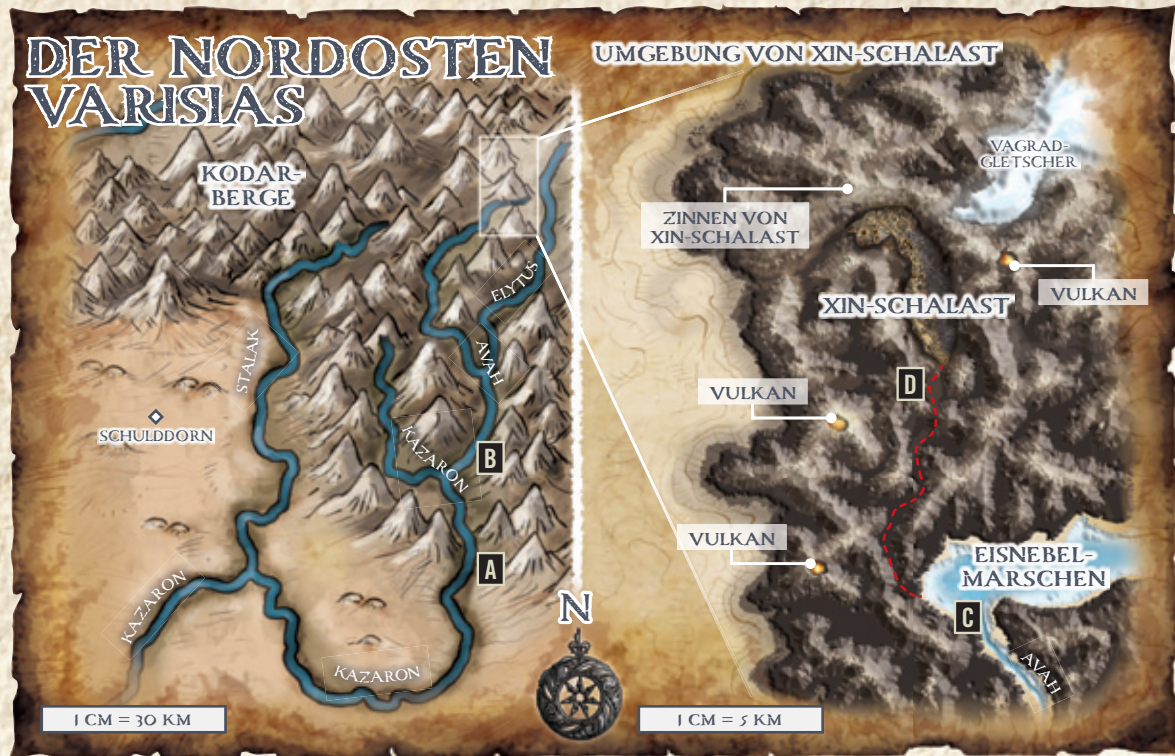 DER NORDOSTEN
VARISIAS
KODAR-
BERGE
ELYTUS
STALAK
AVAH
SCHULDDORN
KAZARON
B
A
KAZARON
KAZARON
1 CM = 30 KM
N
UMGEBUNG VON XIN-SCHALAST
VAGRAD-
GLETSCHER
ZINNEN VON
XIN-SCHALAST
VULKAN
XIN-SCHALAST
D
VULKAN
VULKAN
EISNEBEL-
MARSCHEN
C
AVAH
1 CM = 5 KM